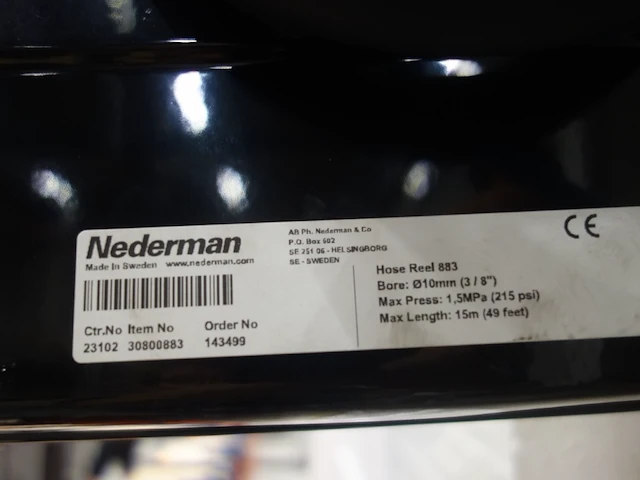 Nederman
Made In Sweden www.nederman.com
AB Ph. Nederman & Co
P.O. Box 602
SE 251 06 - HELSINGBORG
SE - SWEDEN
CE
Ctr.No Item No Order No
23102 30800883 143499
Hose Reel 883
Bore: Ø10mm (3 / 8")
Max Press: 1,5MPa (215 psi)
Max Length: 15m (49 feet)